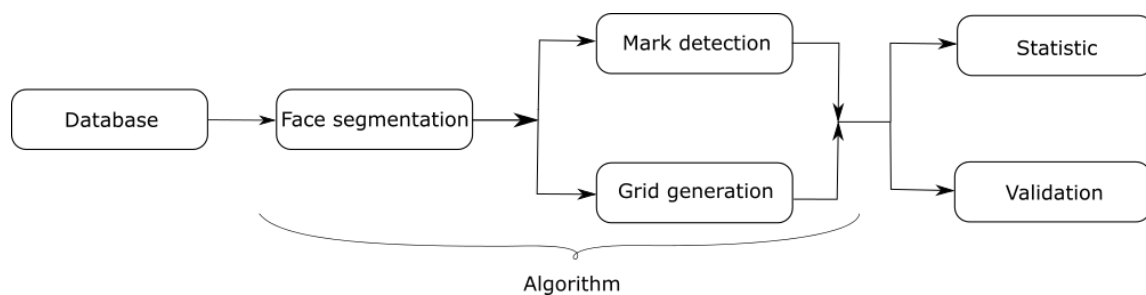 Database
Face segmentation
Mark detection
Grid generation
Statistic
Validation
Algorithm